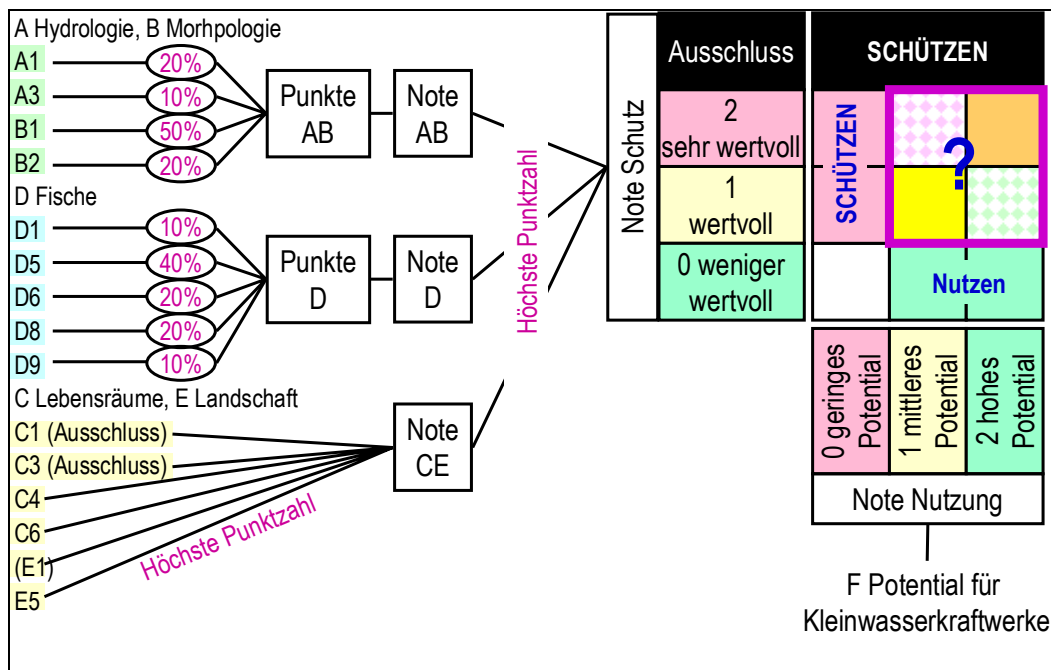 A Hydrologie, B Morhpologie
A1
20%
A3
10%
B1
50%
B2
20%
Punkte
AB
Note
AB
D Fische
D1
10%
D5
40%
D6
20%
D8
20%
D9
10%
Punkte
D
Note
D
C Lebensräume, E Landschaft
C1 (Ausschluss)
C3 (Ausschluss)
C4
C6
(E1)
E5
Höchste Punktzahl
Note
CE
Höchste Punktzahl
Note Schutz
Ausschluss
2
sehr wertvoll
1
wertvoll
0 weniger
wertvoll
SCHÜTZEN
SCHÜTZEN
?
Nutzen
0 geringes
Potential
1 mittleres
Potential
2 hohes
Potential
Note Nutzung
F Potential für
Kleinwasserkraftwerke